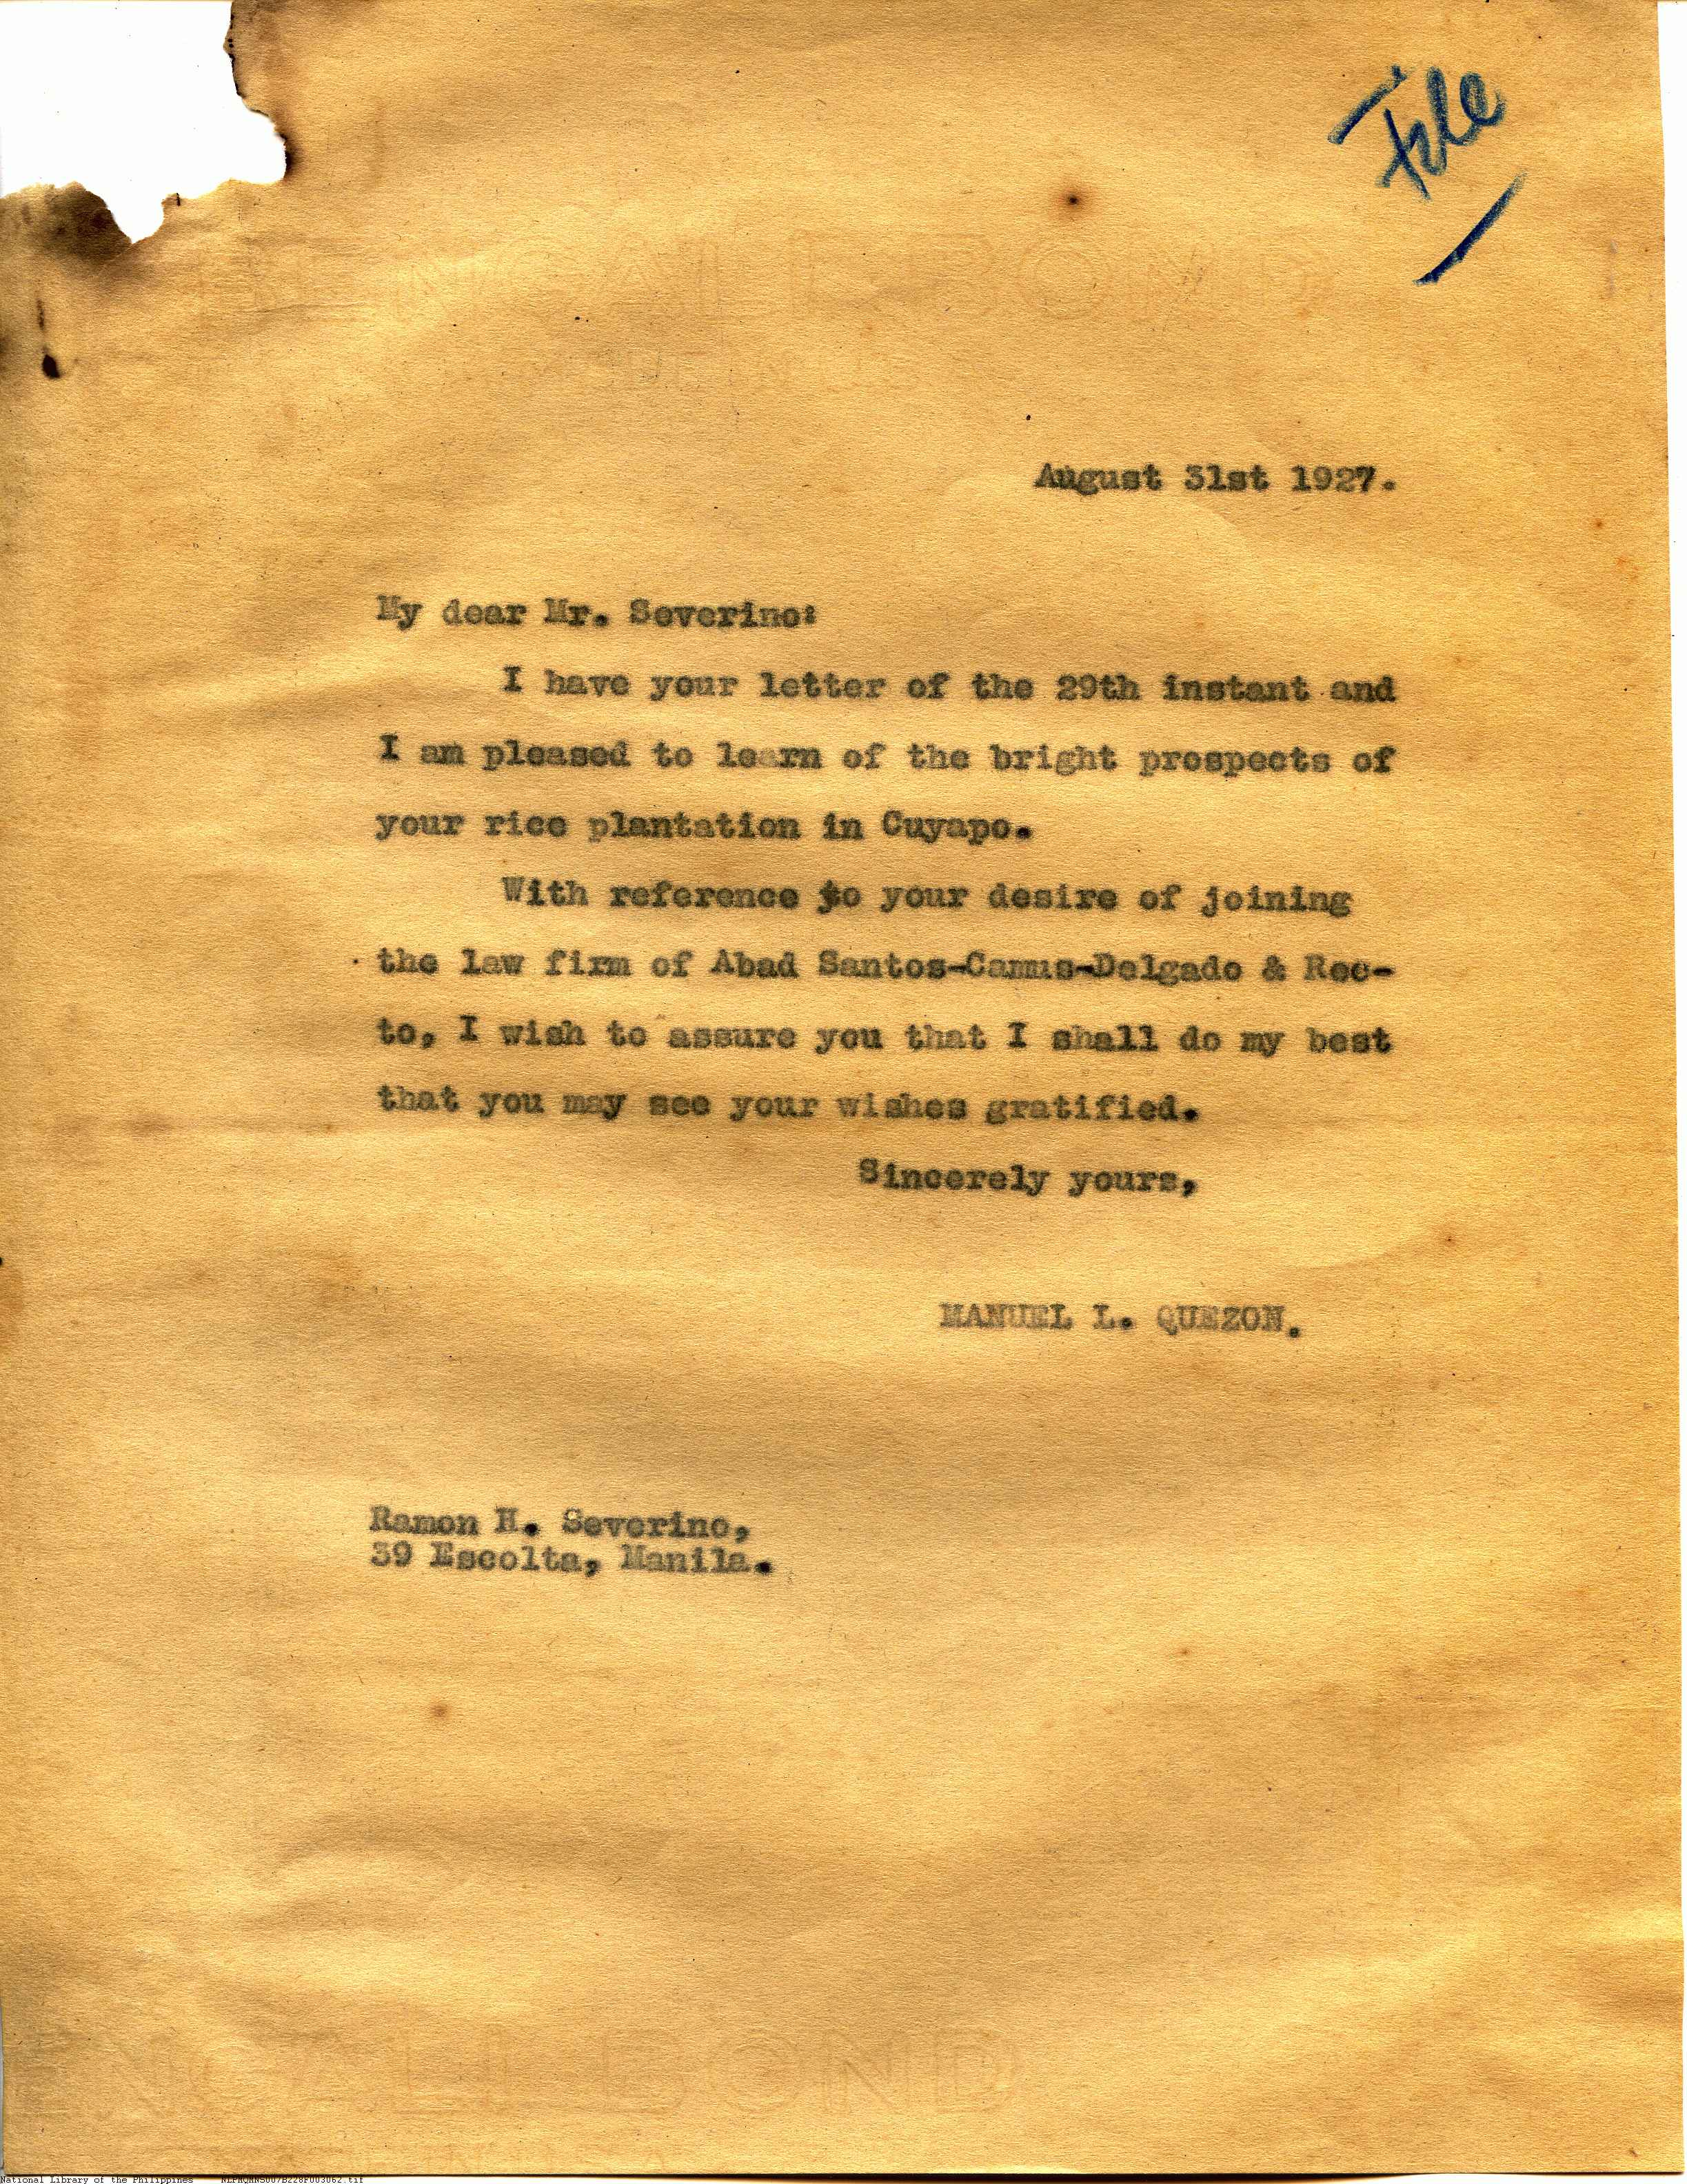 File
August 31st 1927.
My dear Mr. Severino:
I have your letter of the 29th instant and
I am pleased to learn of the bright prospects of
your rice plantation in Cuyapo.
With reference to your desire of joining
the law firm of Abad Santos-Camus-Delgado & Rec-
to, I wish to assure you that I shall do my best
that you may see your wishes gratified.
Sincerely yours,
MANUEL L. QUEZON.
Ramon H. Severino,
39 Escolta, Manila.
BOND
National Library of the Philippines